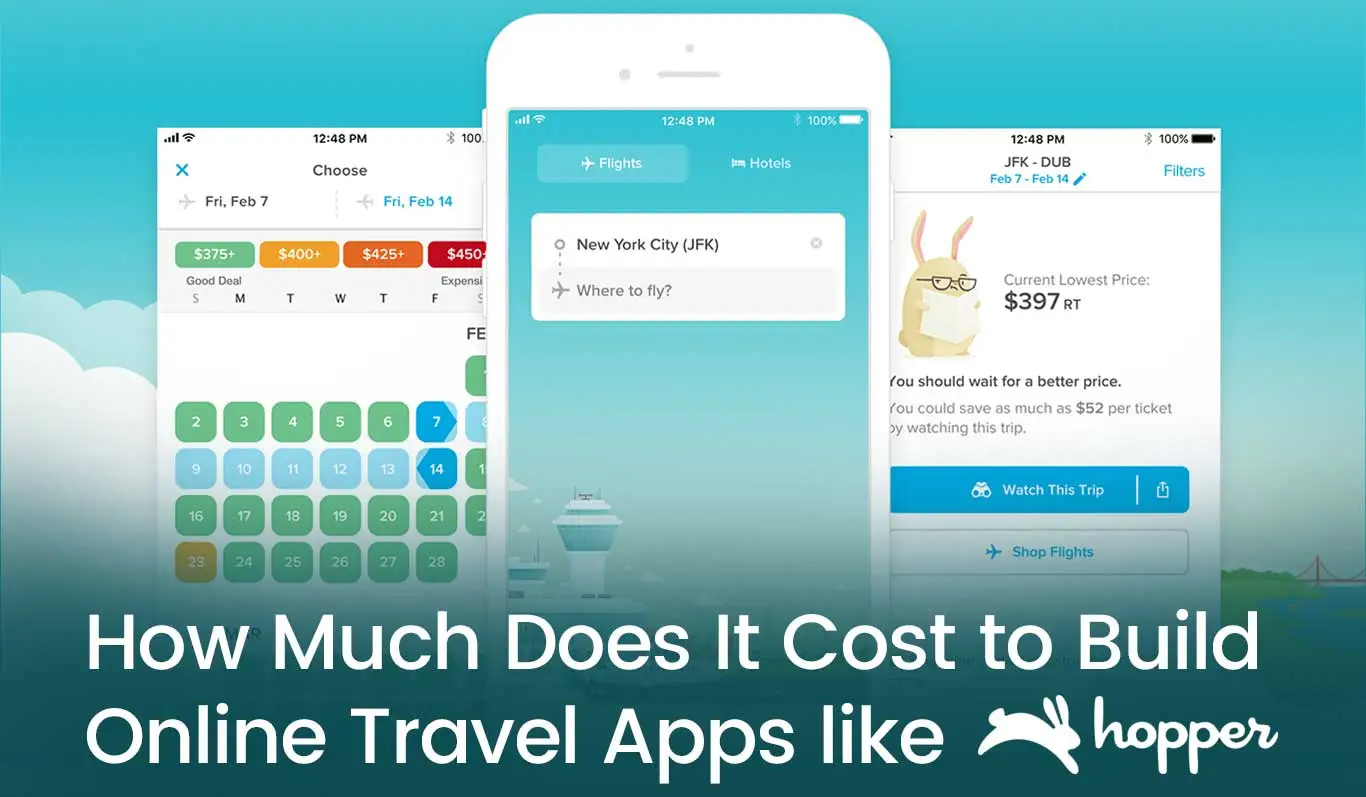 12:48 PM
100
Choose
Fri, Feb 7
Fri, Feb 14
$375+
$400+
$425+
$450
Good Deal
Expensi
S M T W T F S
FE
2 3 4 5 6 7 8
9 10 11 12 13 14
16 17 18 19 20 21
23 24 25 26 27 28
12:48 PM
100%
Flights
Hotels
New York City (JFK)
Where to fly?
12:48 PM
100%
JFK - DUB
Feb 7 - Feb 14
Filters
Current Lowest Price:
$397 RT
You should wait for a better price.
You could save as much as $52 per ticket
by watching this trip.
Watch This Trip
Shop Flights
How Much Does It Cost to Build
Online Travel Apps like hopper